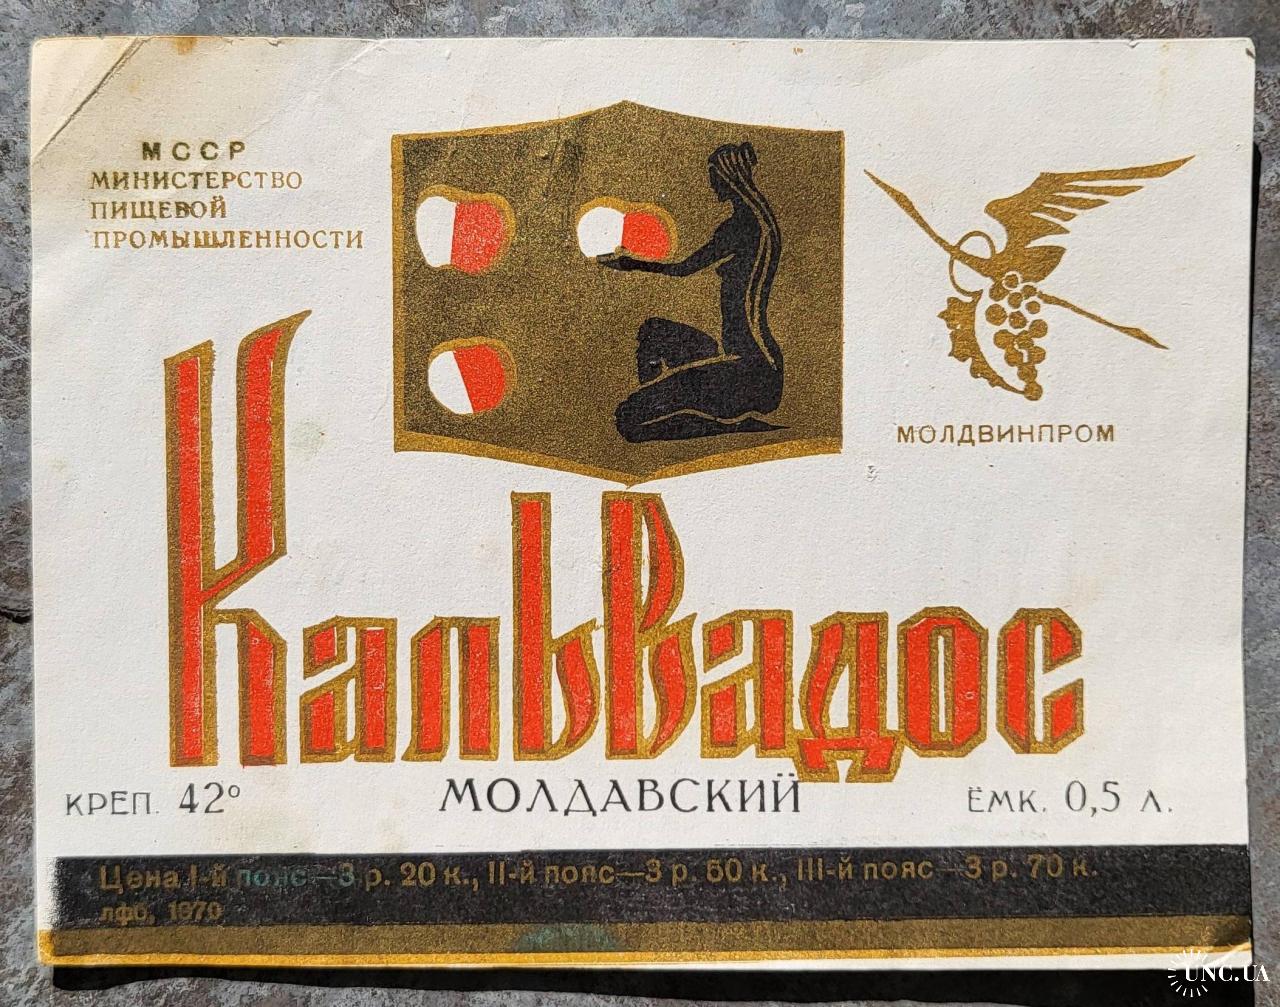 МССР
МИНИСТЕРСТВО
ПИЩЕВОЙ
ПРОМЫШЛЕННОСТИ
МОЛДВИНПРОМ
Кальвадос
МОЛДАВСКИЙ
КРЕП. 42°
ЁМК. 0,5 Л.
Цена I-й пояс—3 р. 20 к., II-й пояс—3 р. 50 к., III-й пояс—3 р. 70 к.
лфб, 1970
UNC.UA